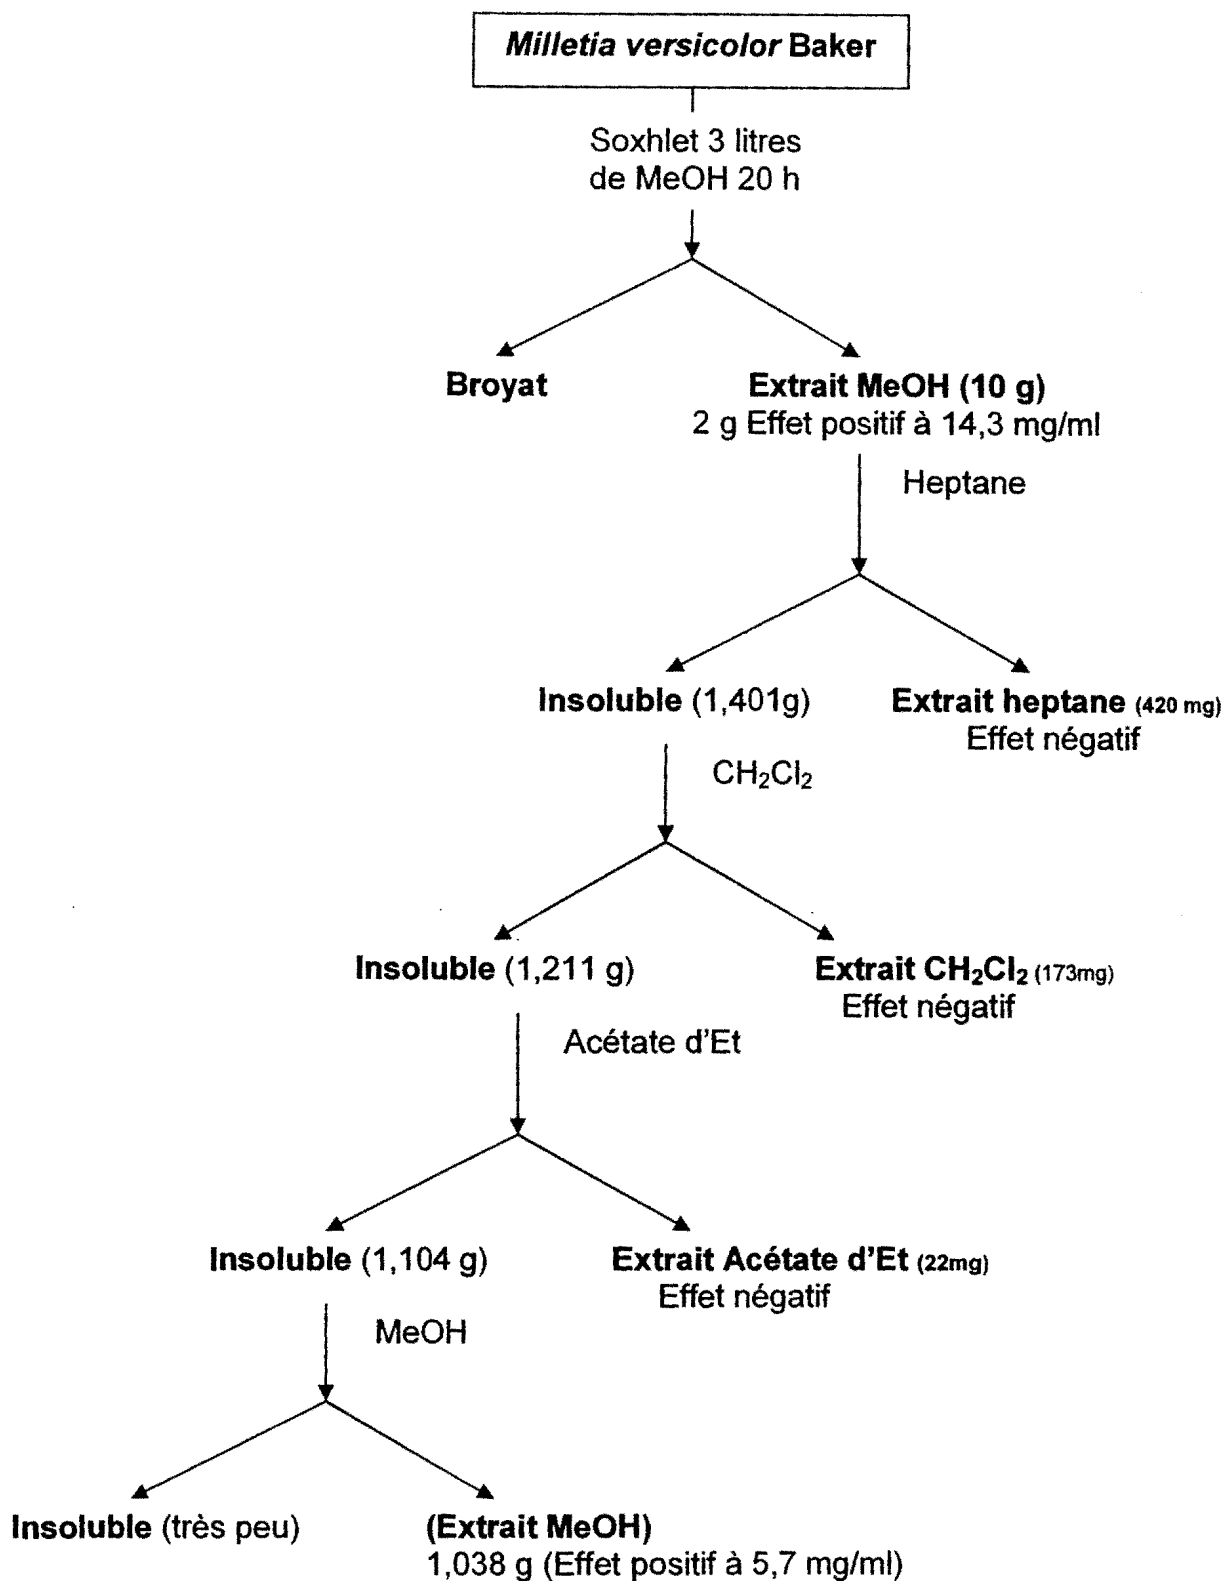 Milletia versicolor Baker
Soxhlet 3 litres
de MeOH 20 h
Broyat
Extrait MeOH (10 g)
2 g Effet positif à 14,3 mg/ml
Heptane
Insoluble (1,401g)
Extrait heptane (420 mg)
Effet négatif
CH₂Cl₂
Insoluble (1,211 g)
Extrait CH₂Cl₂ (173mg)
Effet négatif
Acétate d'Et
Insoluble (1,104 g)
Extrait Acétate d'Et (22mg)
Effet négatif
MeOH
Insoluble (très peu)
(Extrait MeOH)
1,038 g (Effet positif à 5,7 mg/ml)